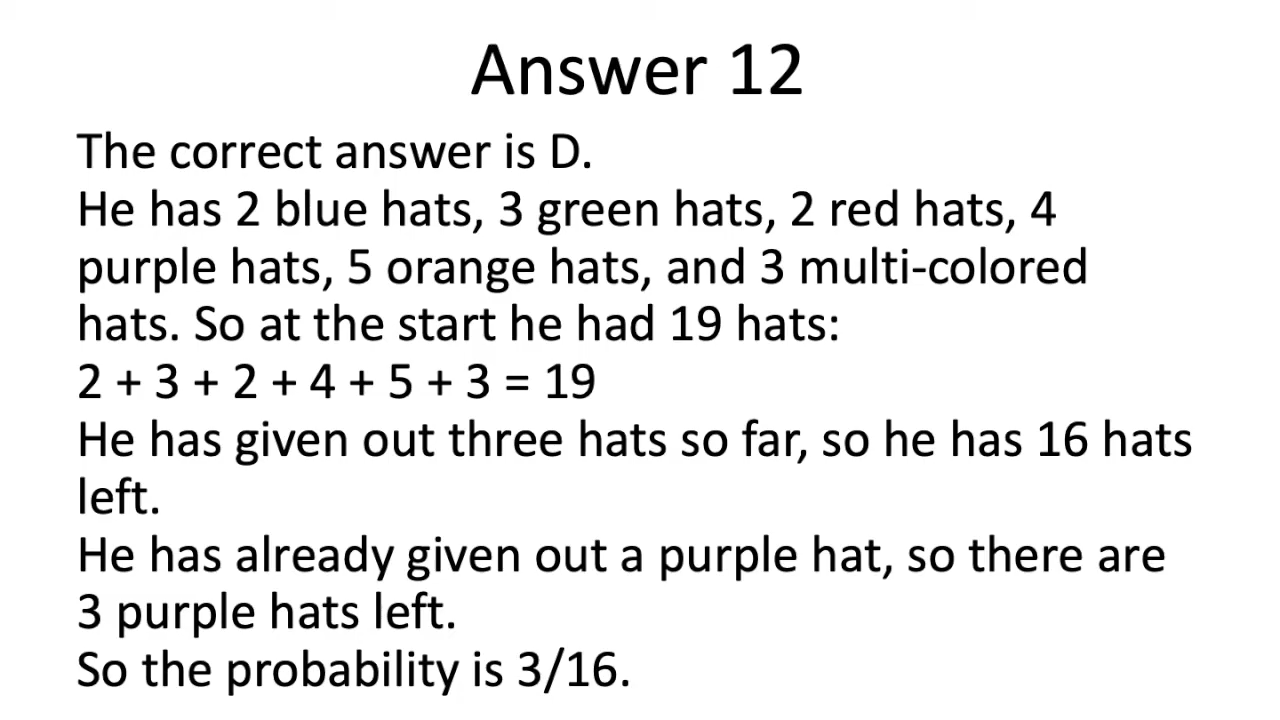 Answer 12
The correct answer is D.
He has 2 blue hats, 3 green hats, 2 red hats, 4
purple hats, 5 orange hats, and 3 multi-colored
hats. So at the start he had 19 hats:
2 + 3 + 2 + 4 + 5 + 3 = 19
He has given out three hats so far, so he has 16 hats
left.
He has already given out a purple hat, so there are
3 purple hats left.
So the probability is 3/16.